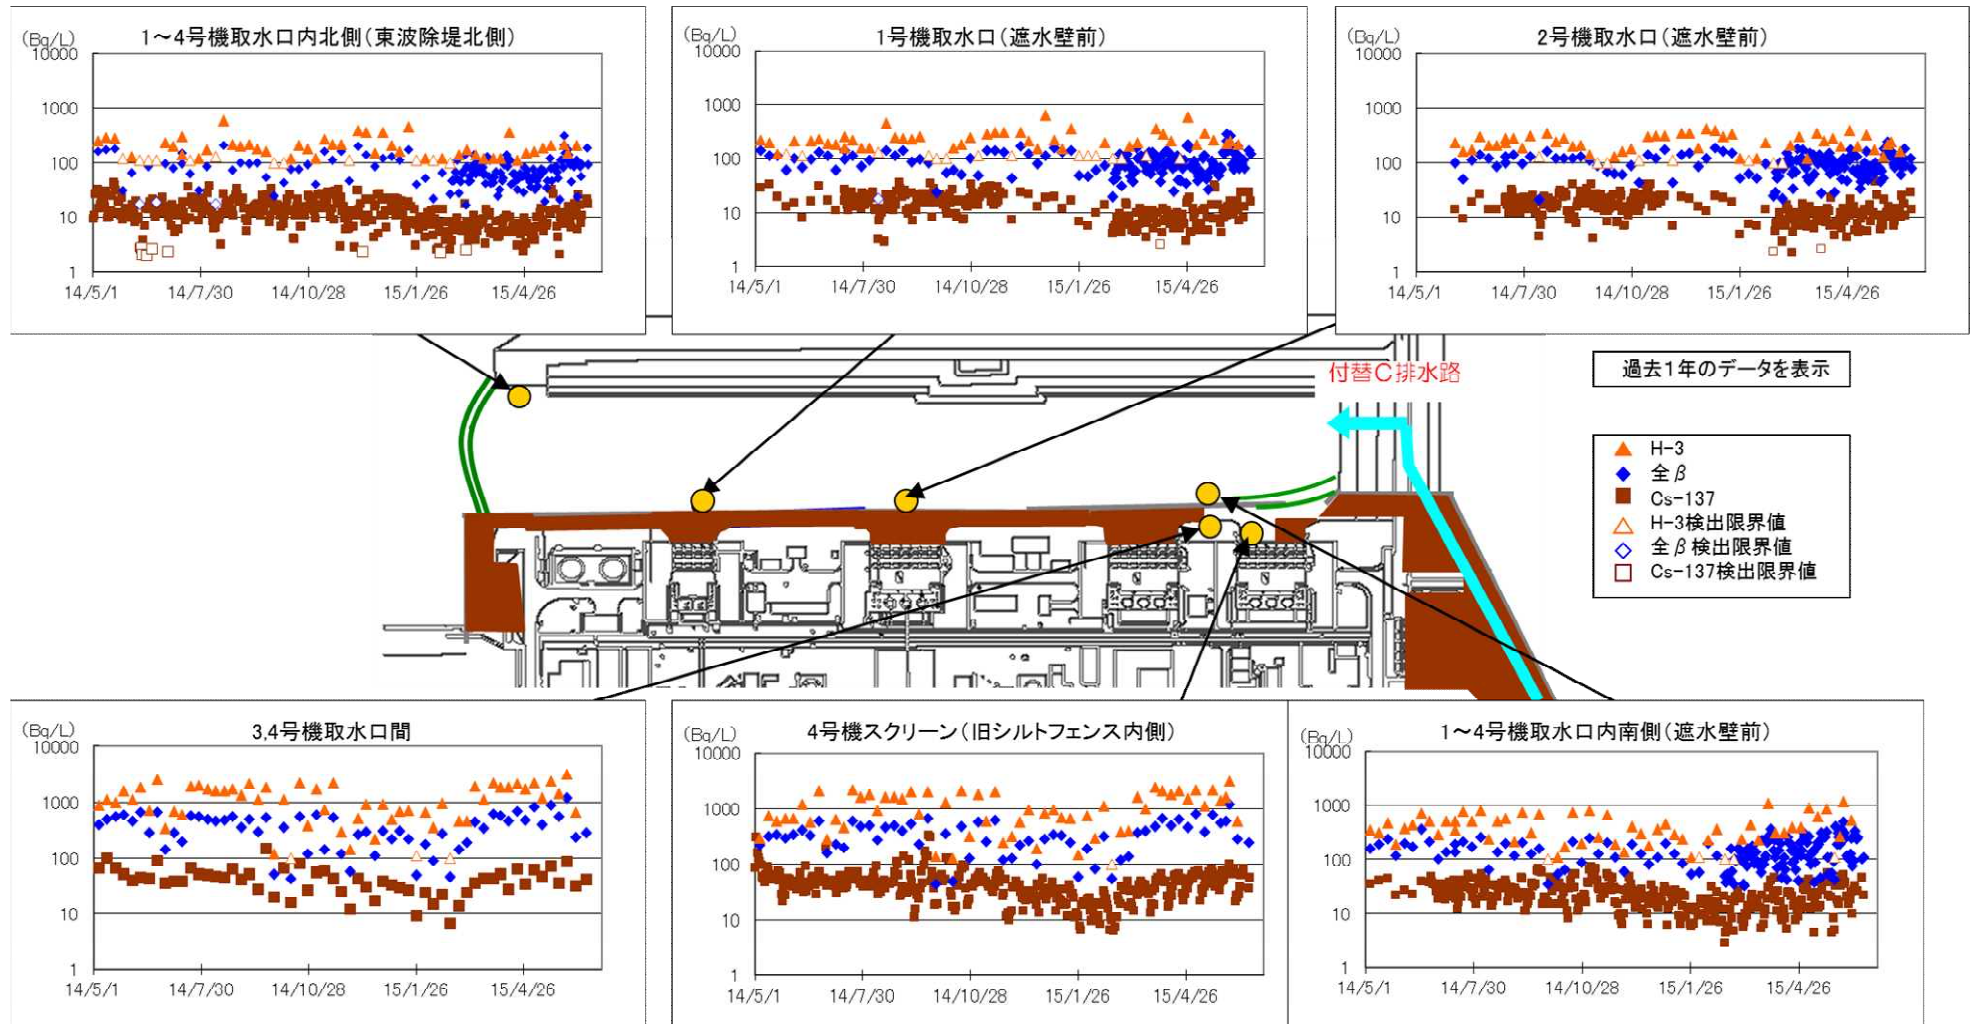 1～4号機取水口内北側(東波除堤北側)
(Bq/L)
10000
1000
100
10
1
14/5/1 14/7/30 14/10/28 15/1/26 15/4/26
1号機取水口(遮水壁前)
(Bq/L)
10000
1000
100
10
1
14/5/1 14/7/30 14/10/28 15/1/26 15/4/26
2号機取水口(遮水壁前)
(Bq/L)
10000
1000
100
10
1
14/5/1 14/7/30 14/10/28 15/1/26 15/4/26
付替C排水路
過去1年のデータを表示
H-3
全β
Cs-137
H-3検出限界値
全β検出限界値
Cs-137検出限界値
3,4号機取水口間
(Bq/L)
10000
1000
100
10
1
14/5/1 14/7/30 14/10/28 15/1/26 15/4/26
4号機スクリーン(旧シルトフェンス内側)
(Bq/L)
10000
1000
100
10
1
14/5/1 14/7/30 14/10/28 15/1/26 15/4/26
1～4号機取水口内南側(遮水壁前)
(Bq/L)
10000
1000
100
10
1
14/5/1 14/7/30 14/10/28 15/1/26 15/4/26